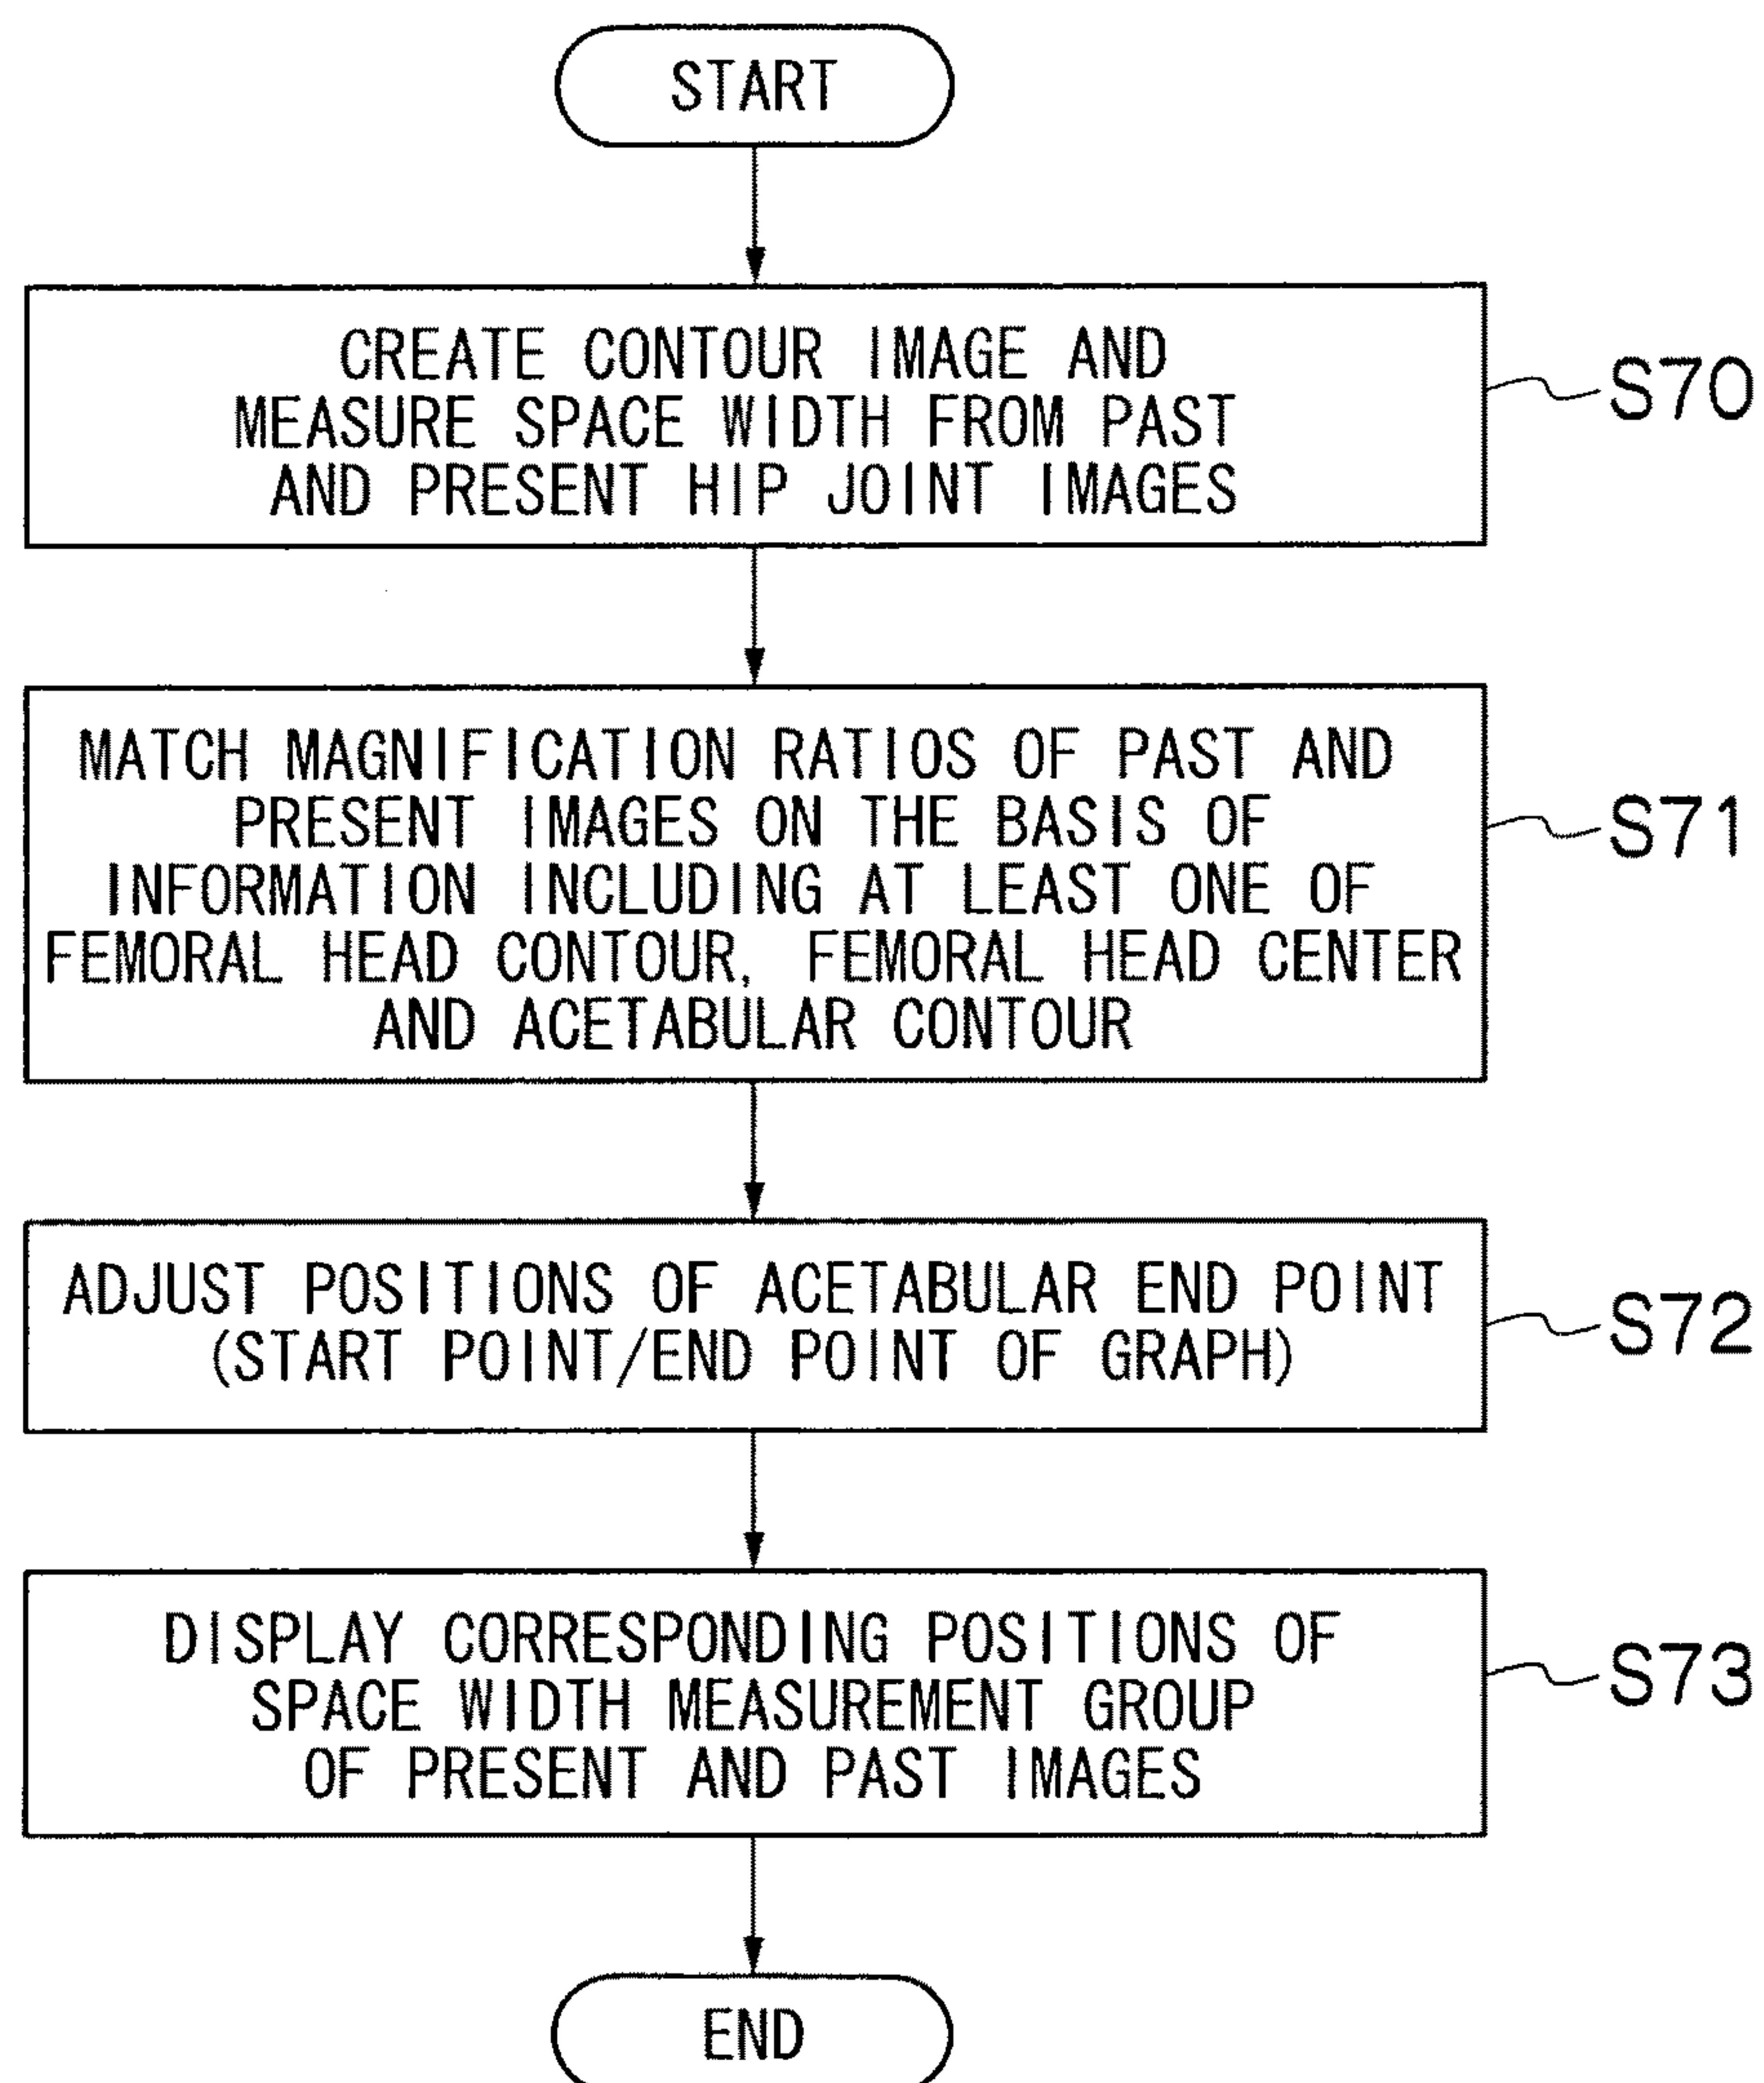 START
CREATE CONTOUR IMAGE AND
MEASURE SPACE WIDTH FROM PAST
AND PRESENT HIP JOINT IMAGES
S70
MATCH MAGNIFICATION RATIOS OF PAST AND
PRESENT IMAGES ON THE BASIS OF
INFORMATION INCLUDING AT LEAST ONE OF
FEMORAL HEAD CONTOUR, FEMORAL HEAD CENTER
AND ACETABULAR CONTOUR
S71
ADJUST POSITIONS OF ACETABULAR END POINT
(START POINT/END POINT OF GRAPH)
S72
DISPLAY CORRESPONDING POSITIONS OF
SPACE WIDTH MEASUREMENT GROUP
OF PRESENT AND PAST IMAGES
S73
END